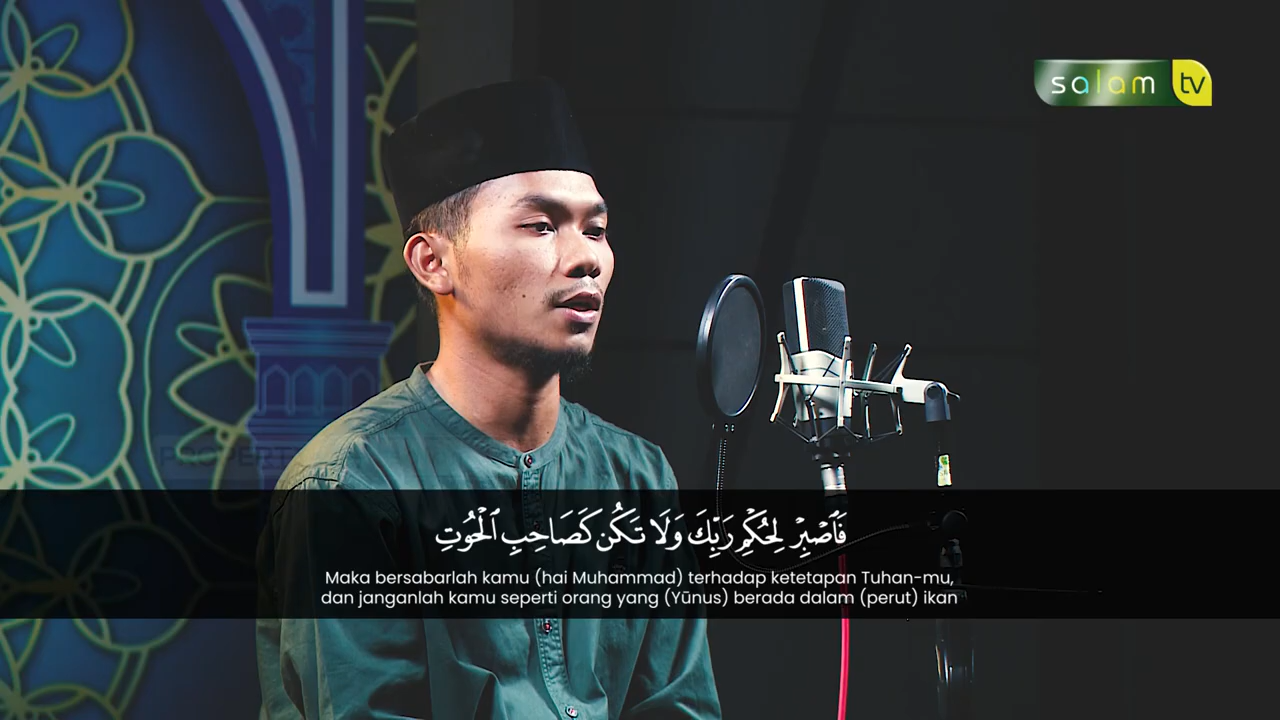 salam tv
PROPERT
فَٱصۡبِرۡ لِحُكۡمِ رَبِّكَ وَلَا تَكُن كَصَاحِبِ ٱلۡحُوتِ
Maka bersabarlah kamu (hai Muhammad) terhadap ketetapan Tuhan-mu,
dan janganlah kamu seperti orang yang (Yūnus) berada dalam (perut) ikan